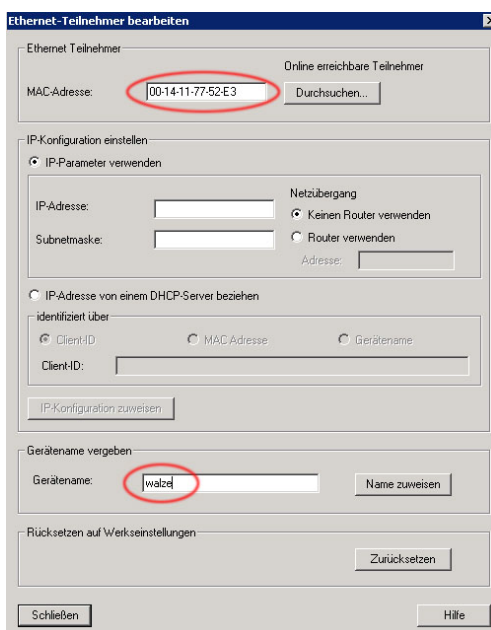 Ethernet-Teilnehmer bearbeiten
Ethernet Teilnehmer
Online erreichbare Teilnehmer
MAC-Adresse: 00-14-11-77-52-E3 Durchsuchen...
IP-Konfiguration einstellen
IP-Parameter verwenden
Netzübergang
IP-Adresse: Keinen Router verwenden
Subnetmaske: Router verwenden
Adresse:
IP-Adresse von einem DHCP-Server beziehen
identifiziert über
Client-ID MAC Adresse Gerätename
Client-ID:
IP-Konfiguration zuweisen
Gerätename vergeben
Gerätename: walze Name zuweisen
Rücksetzen auf Werkseinstellungen
Zurücksetzen
Schließen Hilfe